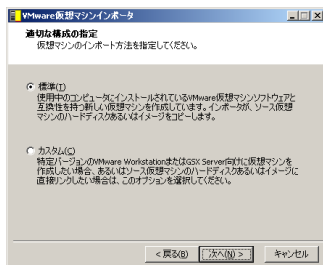 VMware仮想マシンインポータ
適切な構成の指定
仮想マシンのインポート方法を指定してください。
標準(T)
使用中のコンピュータにインストールされているVMware仮想マシンソフトウェアと
互換性を持つ新しい仮想マシンを作成しています。インポータが、ソース仮想
マシンのハードディスクあるいはイメージをコピーします。
カスタム(C)
特定バージョンのVMware WorkstationまたはGSX Server向けに仮想マシンを
作成したい場合、あるいはソース仮想マシンのハードディスクあるいはイメージに
直接リンクしたい場合は、このオプションを選択してください。
< 戻る(B)
次へ(N) >
キャンセル